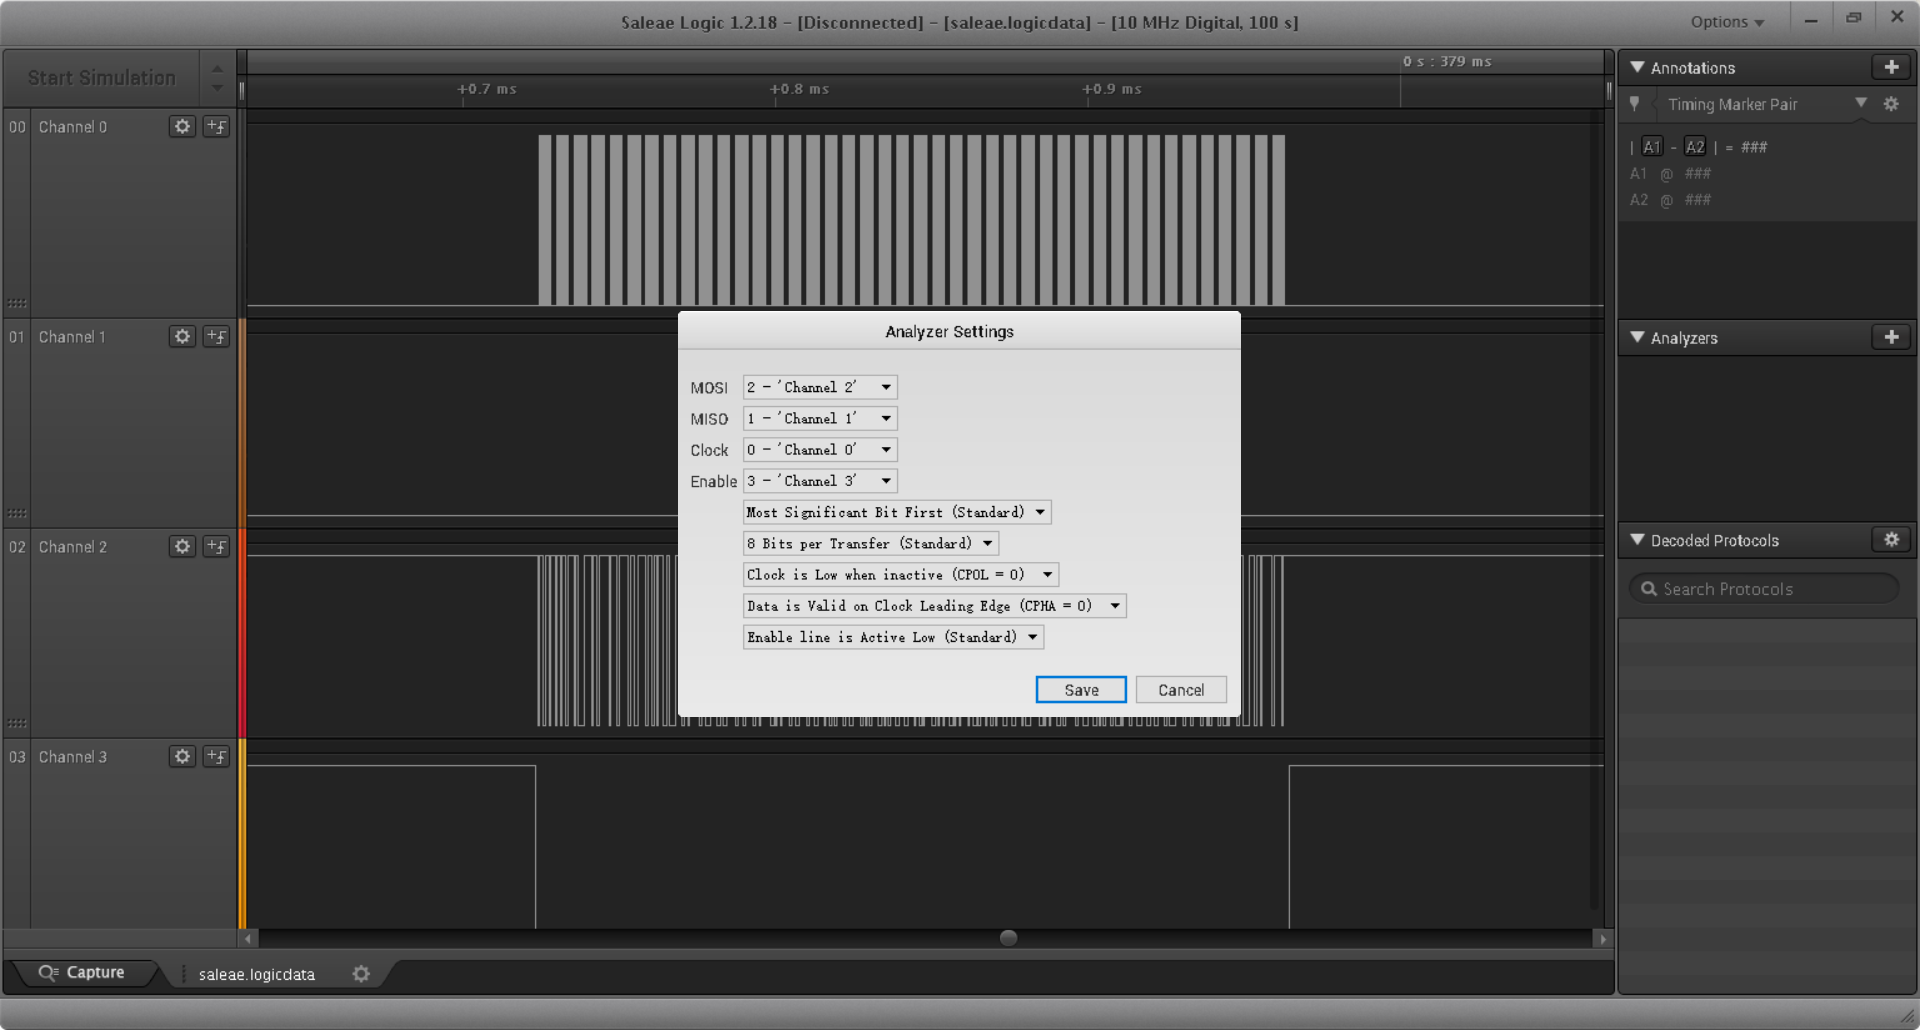 Saleae Logic 1.2.18 - [Disconnected] - [saleae.logicdata] - [10 MHz Digital, 100 s]
Options
Start Simulation
0 s : 379 ms
+0.7 ms
+0.8 ms
+0.9 ms
00 Channel 0
01 Channel 1
02 Channel 2
03 Channel 3
Analyzer Settings
MOSI 2 - 'Channel 2'
MISO 1 - 'Channel 1'
Clock 0 - 'Channel 0'
Enable 3 - 'Channel 3'
Most Significant Bit First (Standard)
8 Bits per Transfer (Standard)
Clock is Low when inactive (CPOL = 0)
Data is Valid on Clock Leading Edge (CPHA = 0)
Enable line is Active Low (Standard)
Save
Cancel
Annotations
Timing Marker Pair
| A1 - A2 | = ###
A1 @ ###
A2 @ ###
Analyzers
Decoded Protocols
Search Protocols
Capture
saleae.logicdata